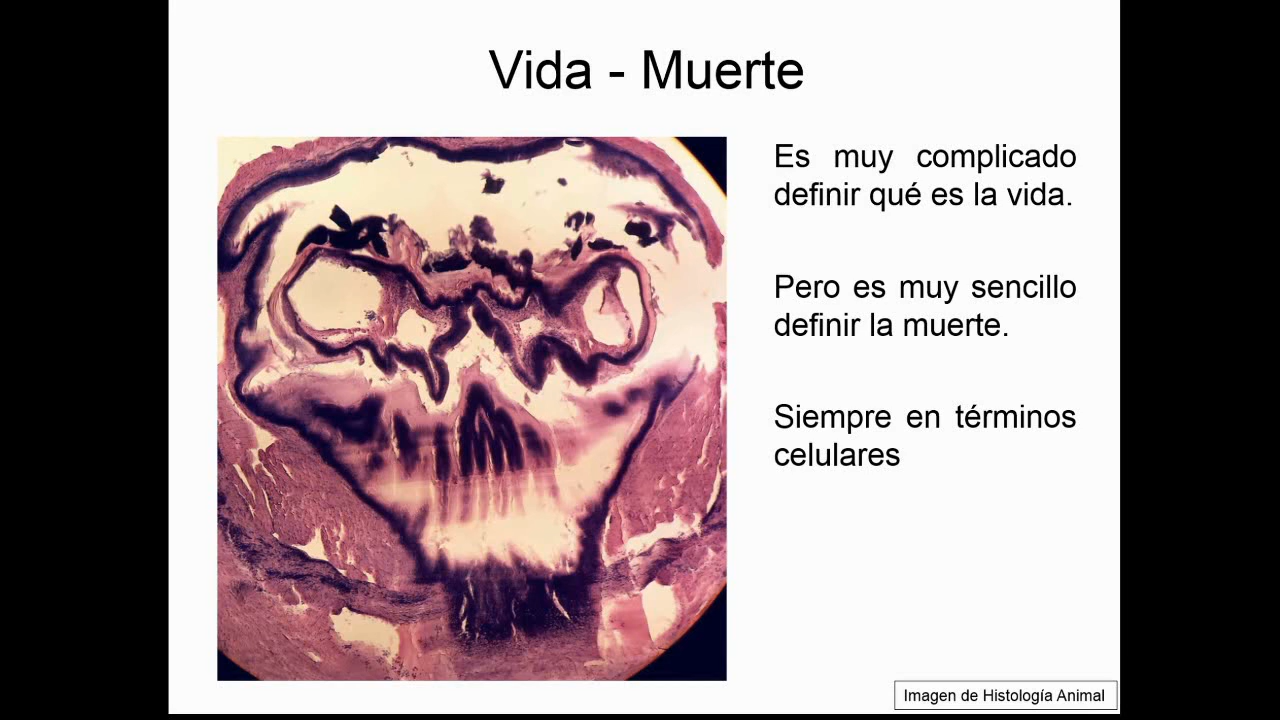 Vida - Muerte
Es muy complicado
definir qué es la vida.
Pero es muy sencillo
definir la muerte.
Siempre en términos
celulares
Imagen de Histología Animal